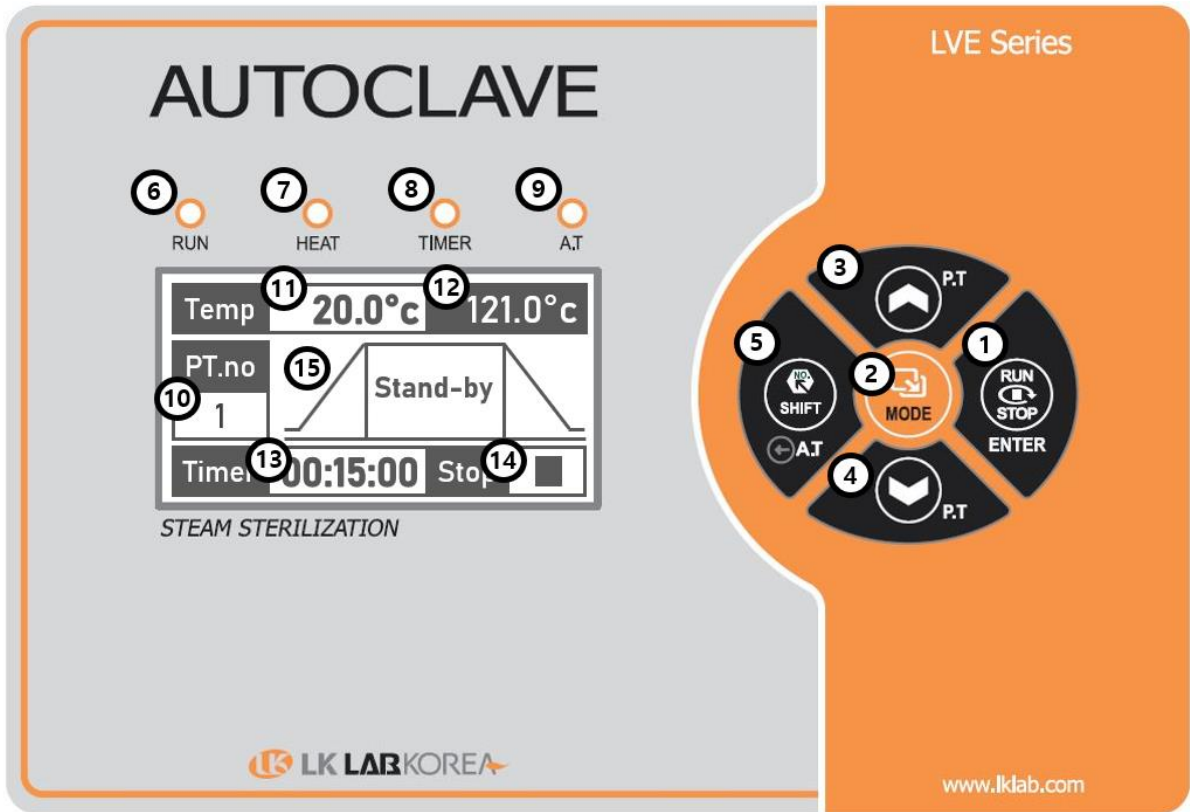 LVE Series
AUTOCLAVE
6 7 8 9
RUN HEAT TIMER A.T
11 12
Temp 20.0°c 121.0°c
PT.no
15
Stand-by
10
1
13 14
Timer 00:15:00 Stop
STEAM STERILIZATION
3
P.T
5 1
2
NO.
SHIFT
MODE
RUN
STOP
A.T
ENTER
4
P.T
LK LK LABKOREA
www.lklab.com